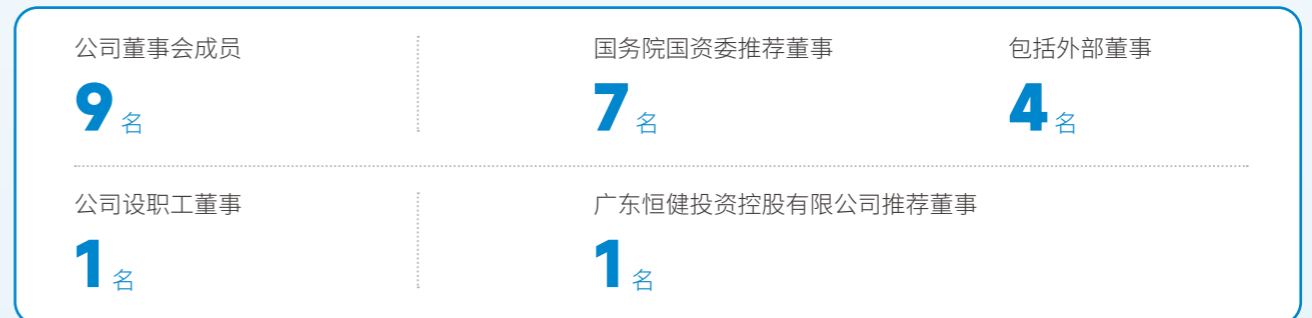 公司董事会成员
9名
国务院国资委推荐董事
7名
包括外部董事
4名
公司设职工董事
1名
广东恒健投资控股有限公司推荐董事
1名